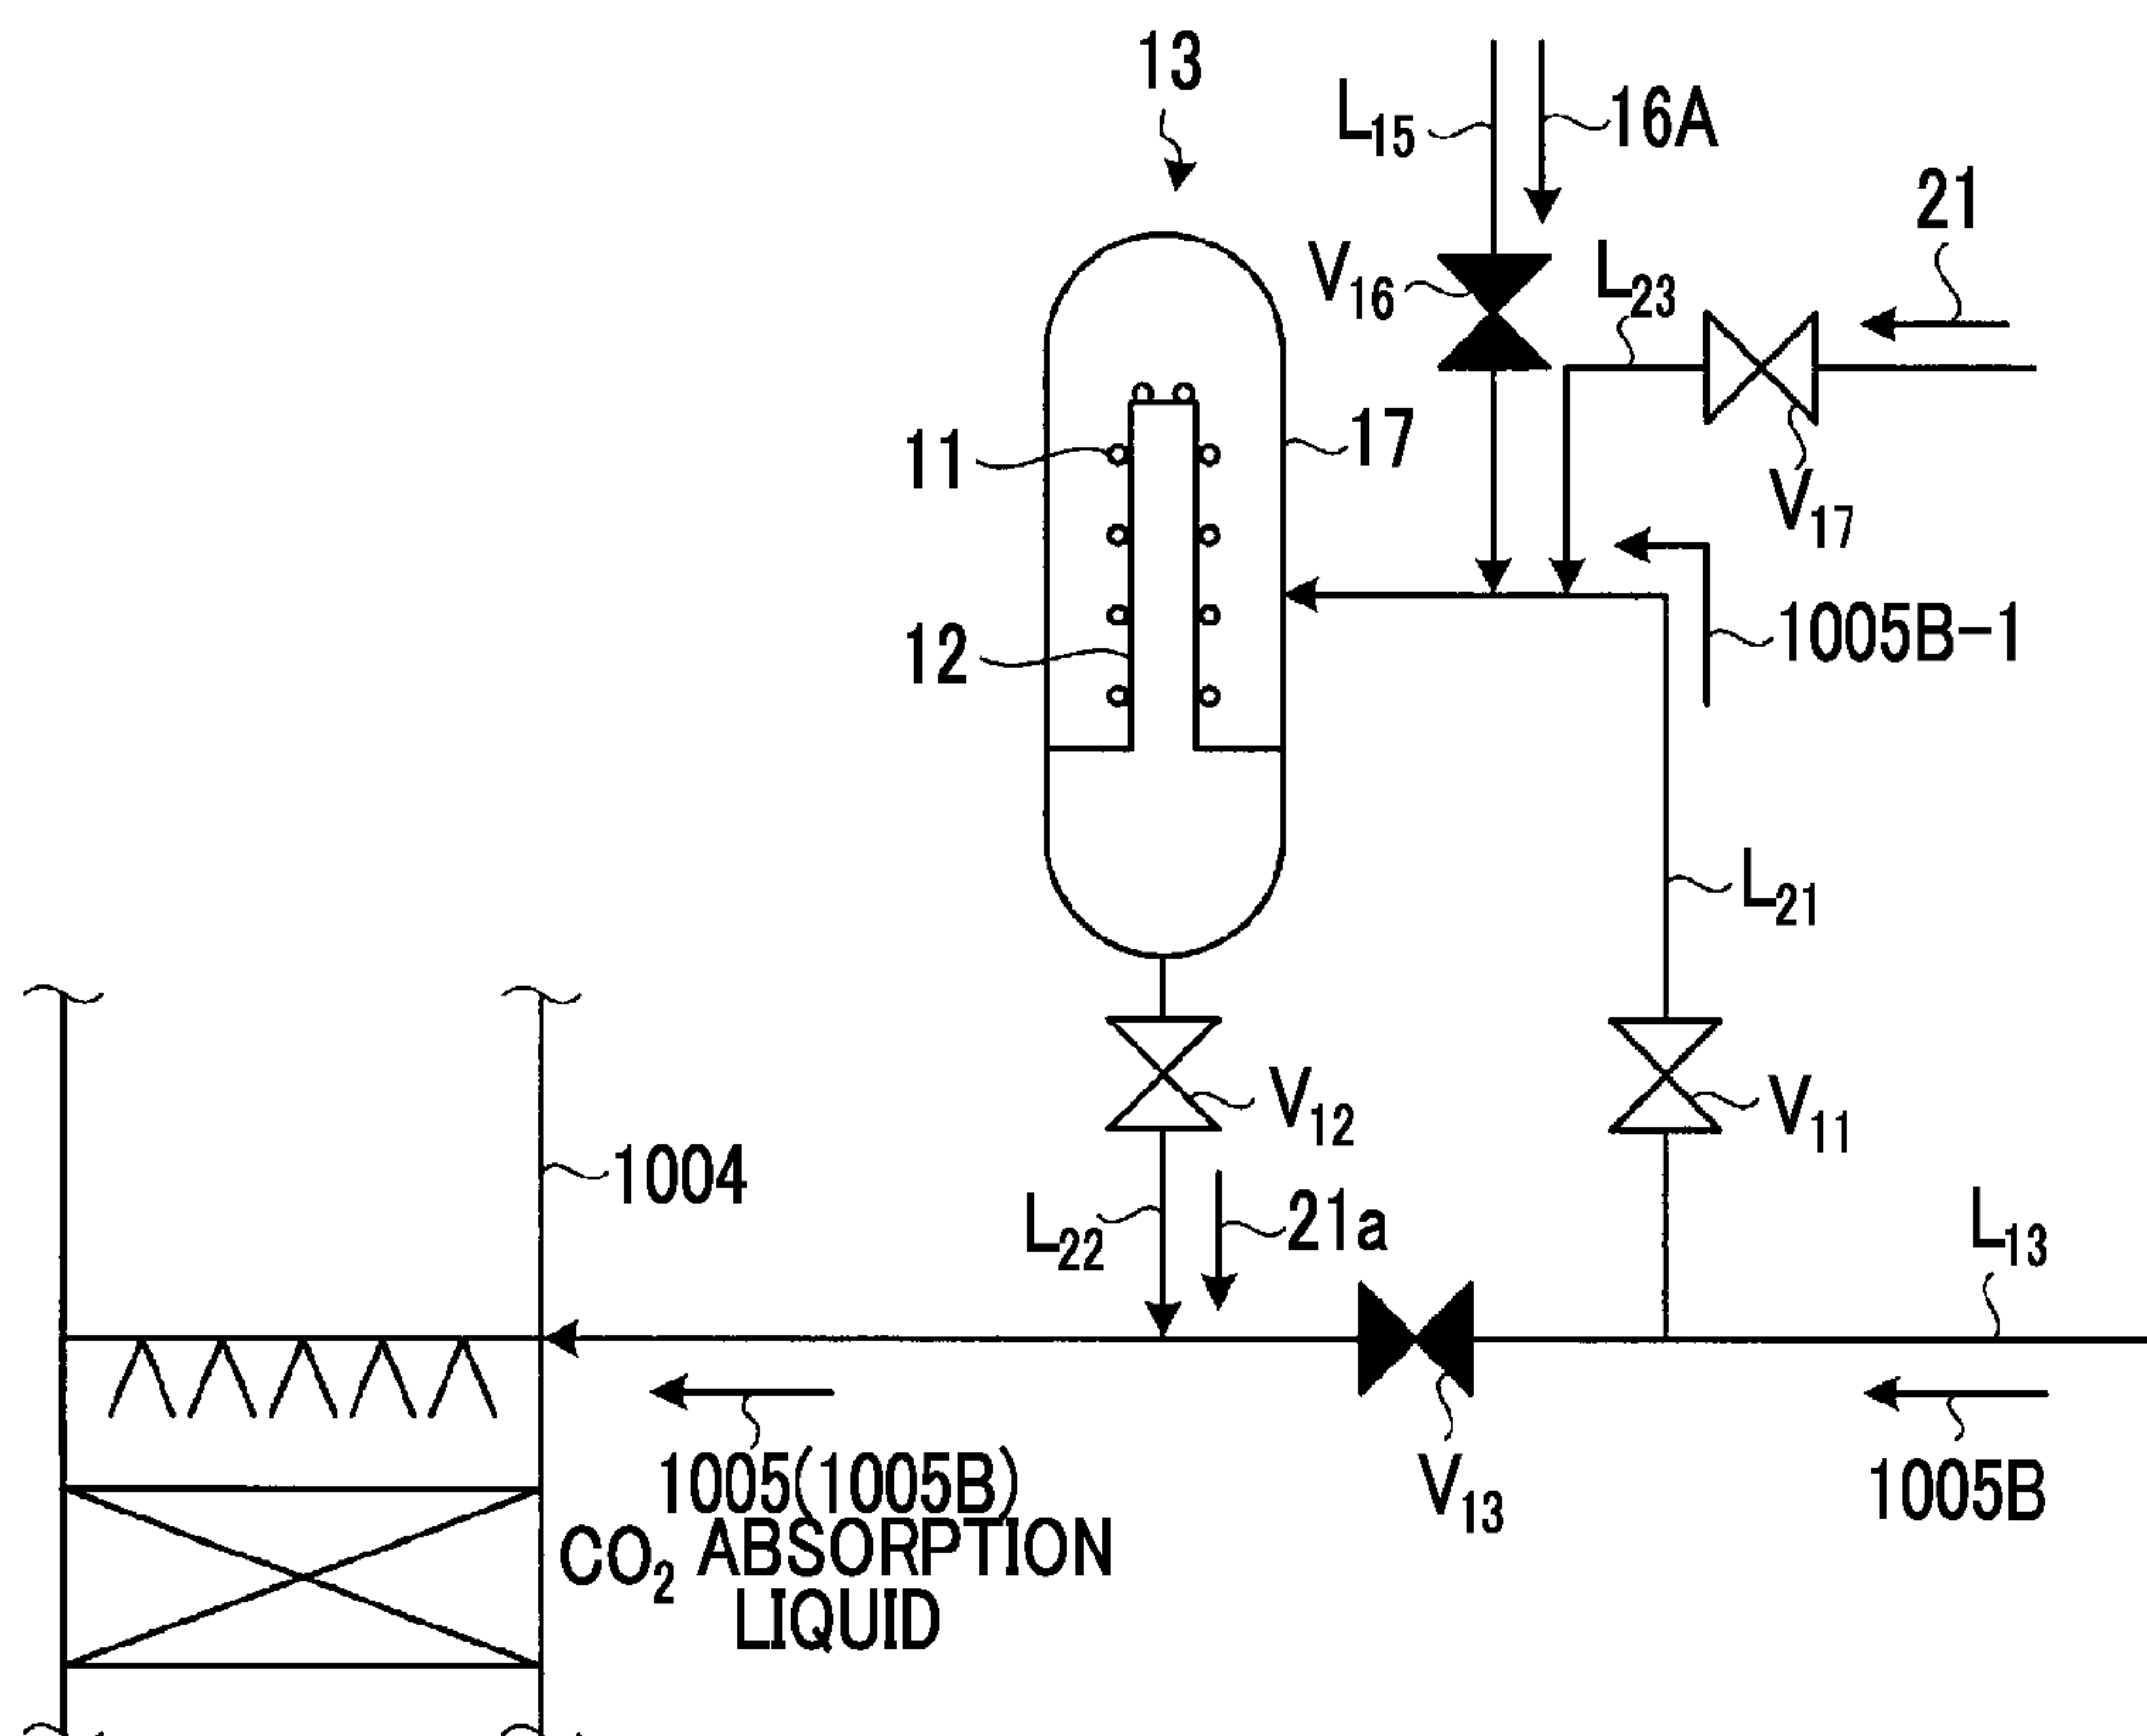 13
L15
16A
21
V16
L23
11
17
V17
12
1005B-1
L21
V12
V11
1004
L22
21a
L13
1005(1005B)
CO2 ABSORPTION
LIQUID
V13
1005B